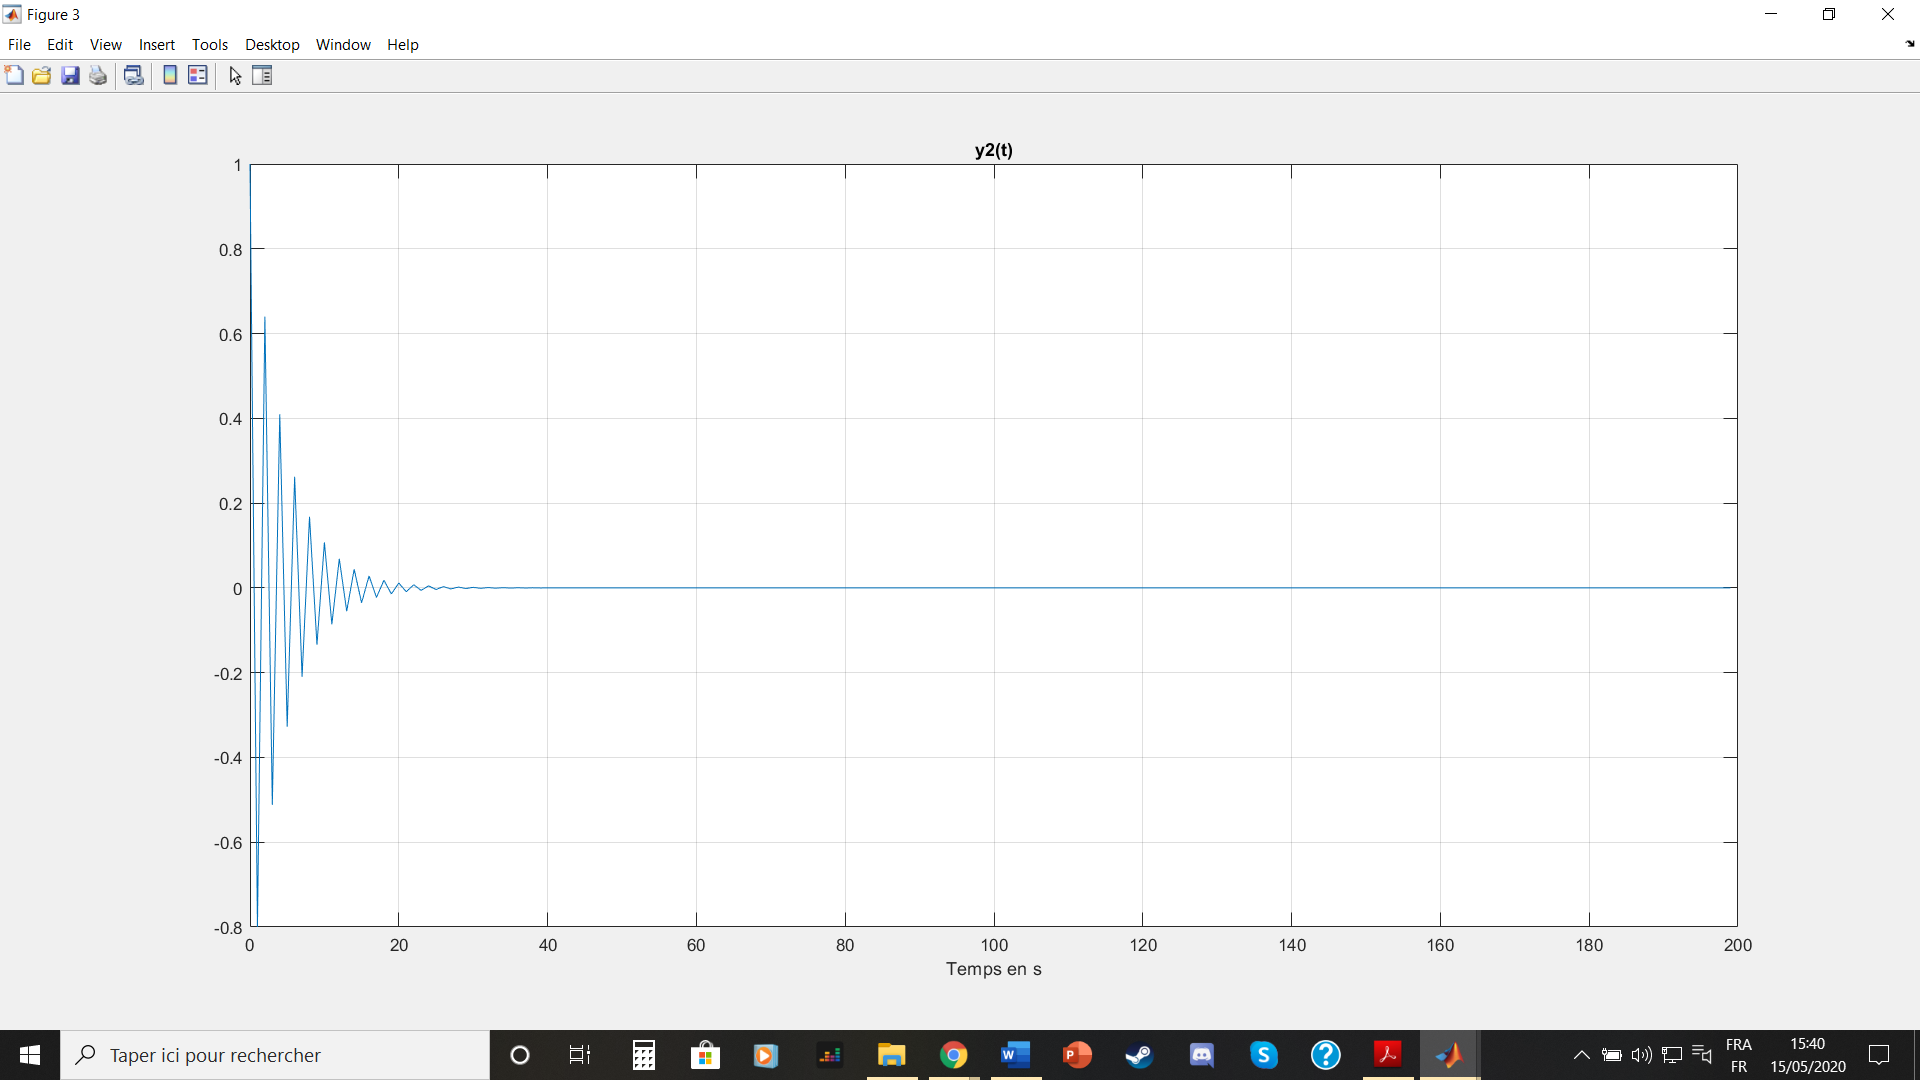 Figure 3
File Edit View Insert Tools Desktop Window Help
y2(t)
1
0.8
0.6
0.4
0.2
0
-0.2
-0.4
-0.6
-0.8
0 20 40 60 80 100 120 140 160 180 200
Temps en s
Taper ici pour rechercher
W P S ?
FRA
FR
15:40
15/05/2020